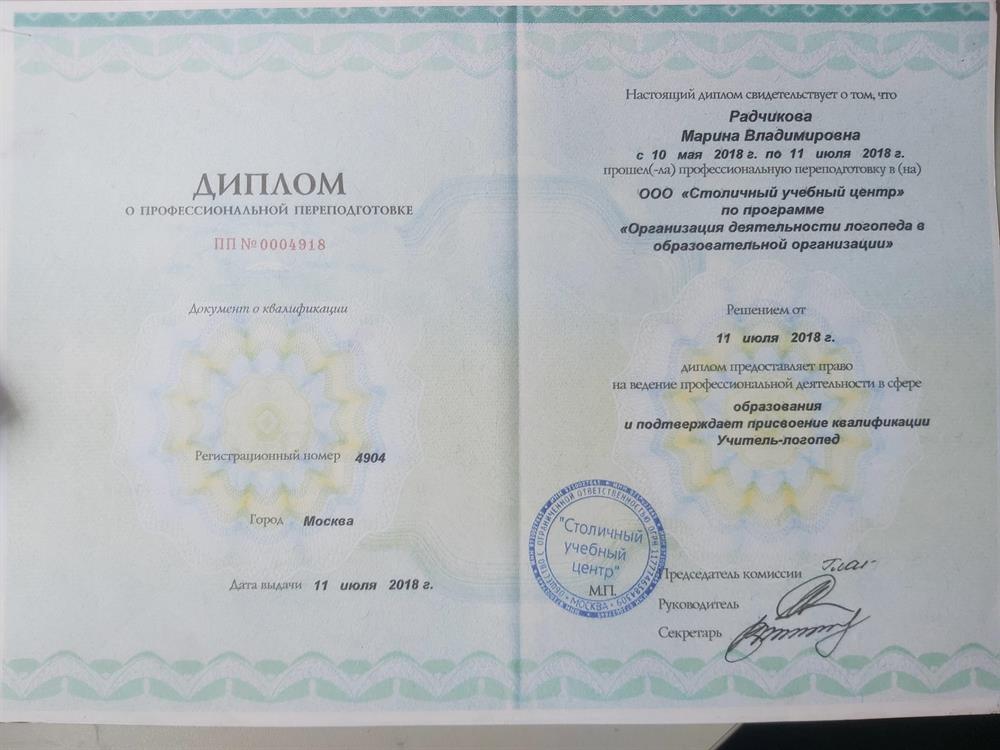 ДИПЛОМ
О ПРОФЕССИОНАЛЬНОЙ ПЕРЕПОДГОТОВКЕ
ПП № 0004918
Документ о квалификации
Регистрационный номер 4904
Город Москва
Дата выдачи 11 июля 2018 г.
Настоящий диплом свидетельствует о том, что
Радчикова
Марина Владимировна
с 10 мая 2018 г. по 11 июля 2018 г.
прошел(-ла) профессиональную переподготовку в (на)
ООО «Столичный учебный центр»
по программе
«Организация деятельности логопеда в
образовательной организации»
Решением от
11 июля 2018 г.
диплом предоставляет право
на ведение профессиональной деятельности в сфере
образования
и подтверждает присвоение квалификации
Учитель-логопед
ОБЩЕСТВО С ОГРАНИЧЕННОЙ ОТВЕТСТВЕННОСТЬЮ
МОСКВА
"Столичный
учебный
центр"
М.П.
Председатель комиссии
Руководитель
Секретарь